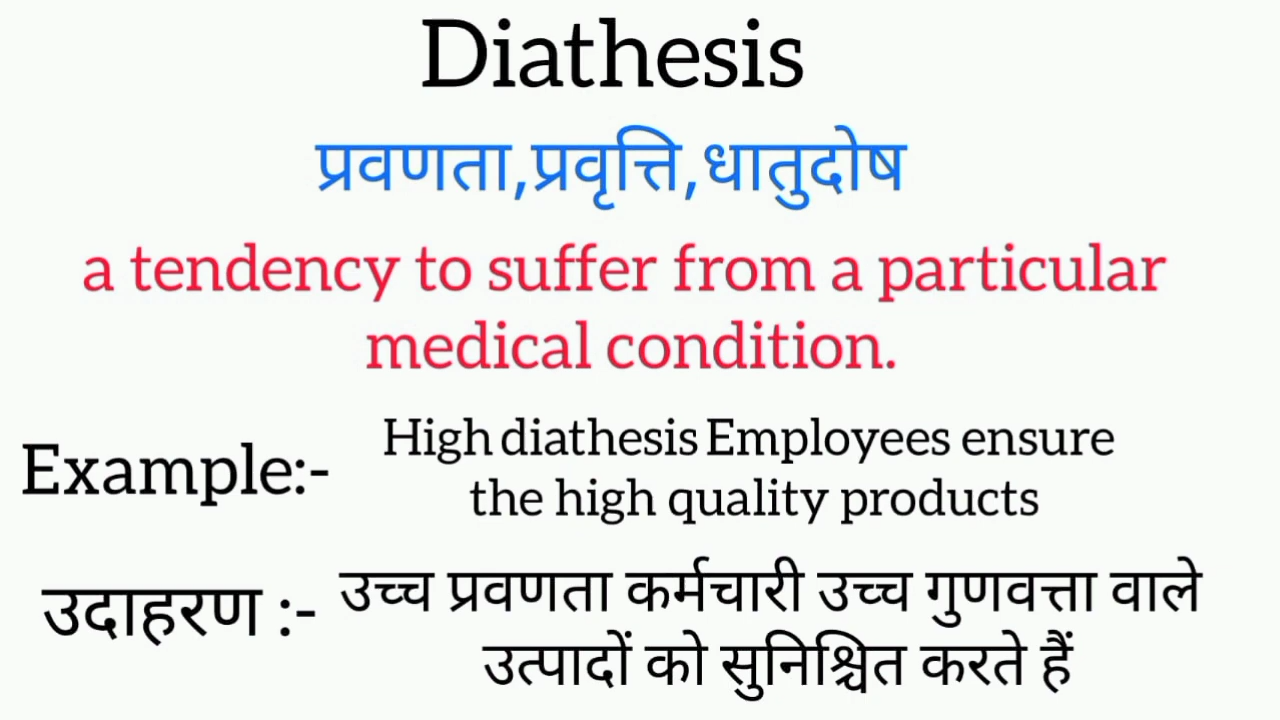 Diathesis
प्रवणता,प्रवृत्ति,धातुदोष
a tendency to suffer from a particular
medical condition.
Example:-
High diathesis Employees ensure
the high quality products
उदाहरण :-
उच्च प्रवणता कर्मचारी उच्च गुणवत्ता वाले
उत्पादों को सुनिश्चित करते हैं